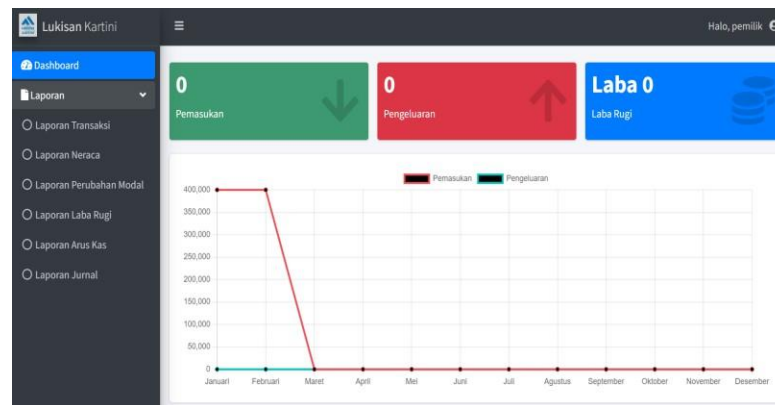 Lukisan Kartini
Halo, pemilik
Dashboard
Laporan
Laporan Transaksi
Laporan Neraca
Laporan Perubahan Modal
Laporan Laba Rugi
Laporan Arus Kas
Laporan Jurnal
0
Pemasukan
0
Pengeluaran
Laba 0
Laba Rugi
Pemasukan Pengeluaran
400,000
350,000
300,000
250,000
200,000
150,000
100,000
50,000
0
Januari Februari Maret April Mei Juni Juli Agustus September Oktober November Desember